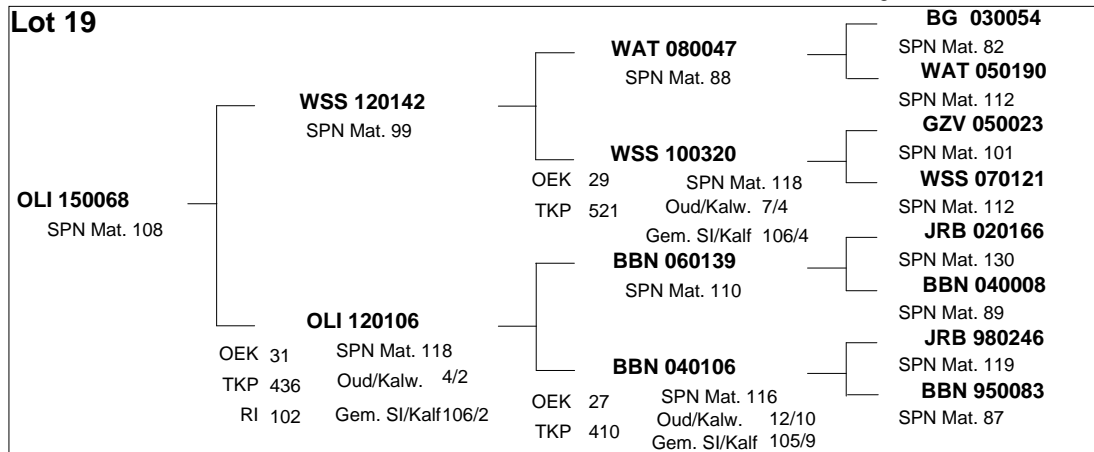 Lot 19
BG 030054
SPN Mat. 82
WAT 080047
SPN Mat. 88
WAT 050190
SPN Mat. 112
WSS 120142
SPN Mat. 99
GZV 050023
SPN Mat. 101
WSS 100320
OEK 29 SPN Mat. 118
TKP 521 Oud/Kalw. 7/4
Gem. SI/Kalf 106/4
WSS 070121
SPN Mat. 112
OLI 150068
SPN Mat. 108
JRB 020166
SPN Mat. 130
BBN 060139
SPN Mat. 110
BBN 040008
SPN Mat. 89
OLI 120106
OEK 31 SPN Mat. 118
TKP 436 Oud/Kalw. 4/2
RI 102 Gem. SI/Kalf106/2
JRB 980246
SPN Mat. 119
BBN 040106
OEK 27 SPN Mat. 116
TKP 410 Oud/Kalw. 12/10
Gem. SI/Kalf 105/9
BBN 950083
SPN Mat. 87